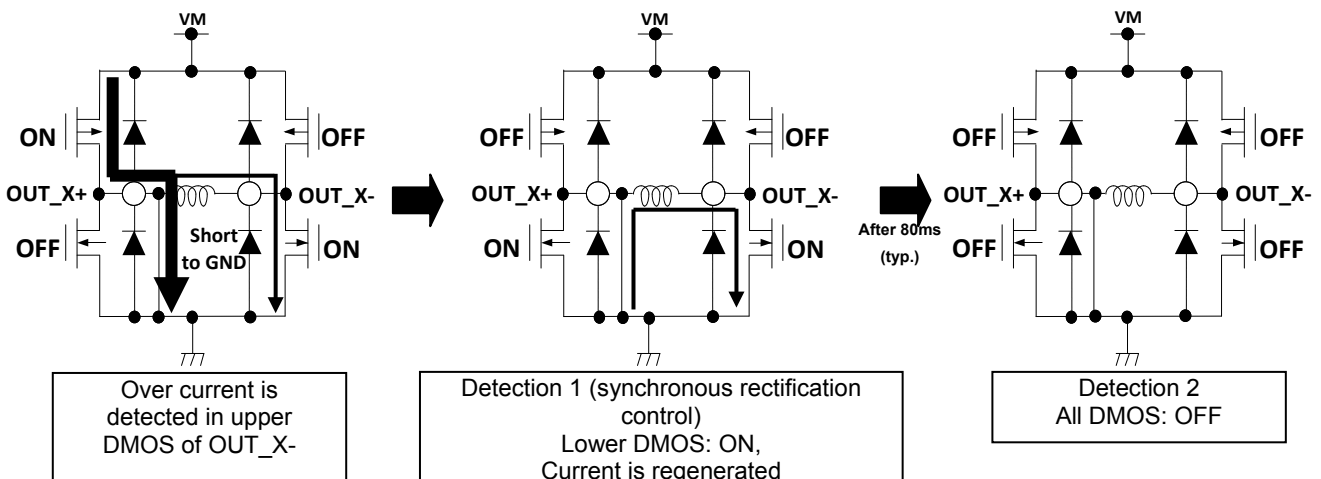 VM
ON
OFF
OUT_X+
OUT_X-
OFF
Short
to GND
ON
Over current is
detected in upper
DMOS of OUT_X-
VM
OFF
OFF
OUT_X+
OUT_X-
ON
ON
Detection 1 (synchronous rectification
control)
Lower DMOS: ON,
Current is regenerated
After 80ms
(typ.)
VM
OFF
OFF
OUT_X+
OUT_X-
OFF
OFF
Detection 2
All DMOS: OFF